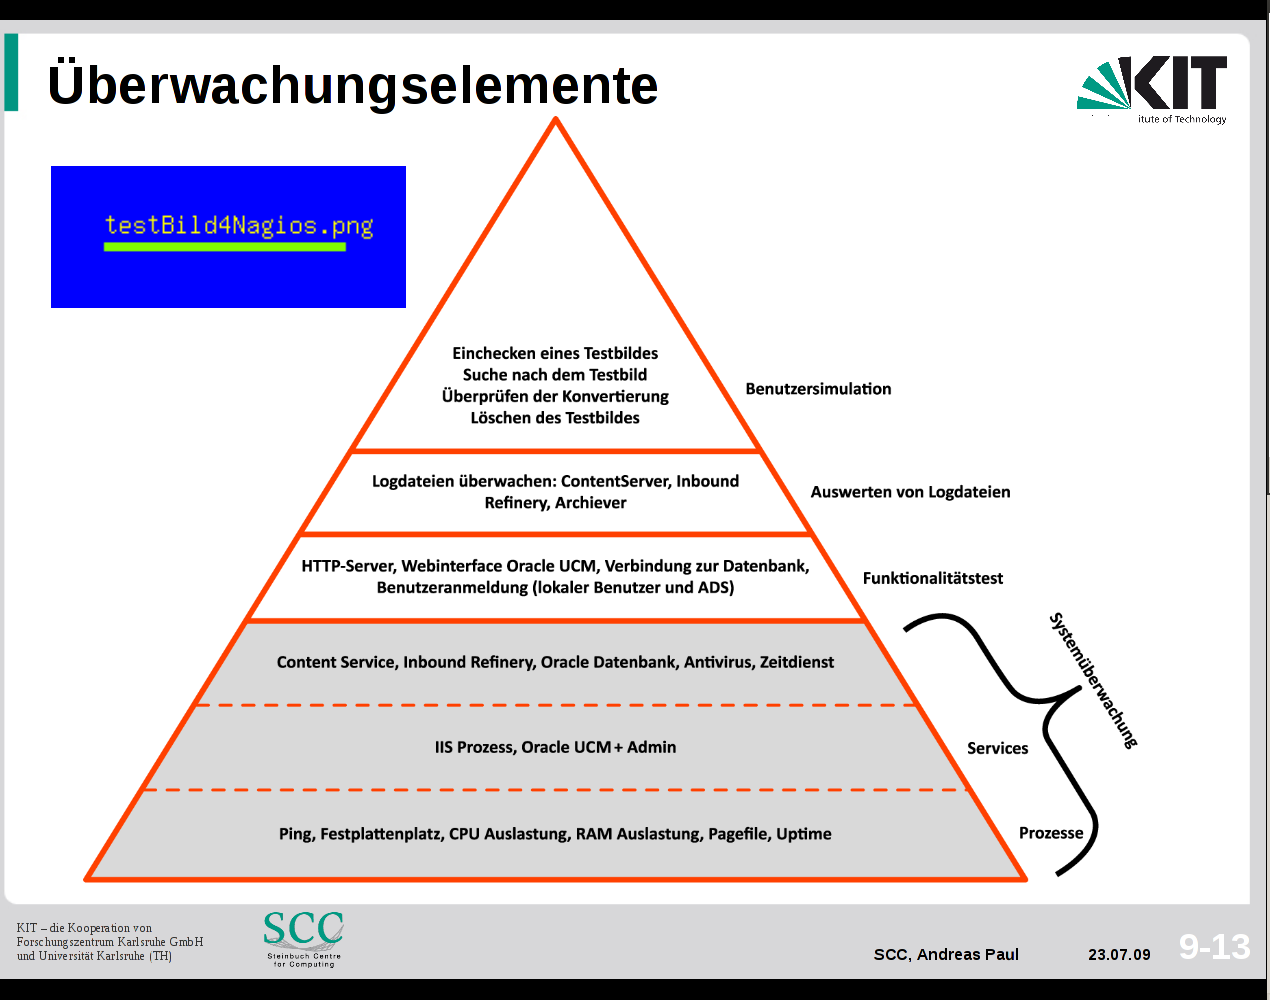 Überwachungselemente
KIT
itute of Technology
testBild4Nagios.png
Einchecken eines Testbildes
Suche nach dem Testbild
Überprüfen der Konvertierung
Löschen des Testbildes
Benutzersimulation
Logdateien überwachen: ContentServer, Inbound
Refinery, Archiever
Auswerten von Logdateien
HTTP-Server, Webinterface Oracle UCM, Verbindung zur Datenbank,
Benutzeranmeldung (lokaler Benutzer und ADS)
Funktionalitätstest
Content Service, Inbound Refinery, Oracle Datenbank, Antivirus, Zeitdienst
Systemüberwachung
IIS Prozess, Oracle UCM + Admin
Services
Ping, Festplattenplatz, CPU Auslastung, RAM Auslastung, Pagefile, Uptime
Prozesse
KIT – die Kooperation von
Forschungszentrum Karlsruhe GmbH
und Universität Karlsruhe (TH)
SCC
Steinbuch Centre
for Computing
SCC, Andreas Paul
23.07.09
9-13